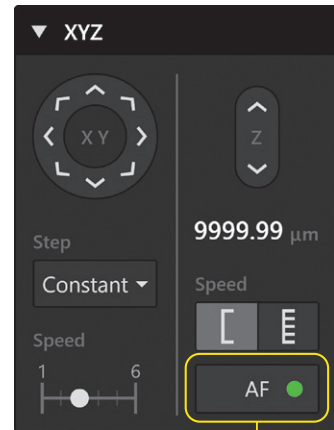 XYZ
XY
Z
9999.99 µm
Step
Constant
Speed
Speed
1 6
AF